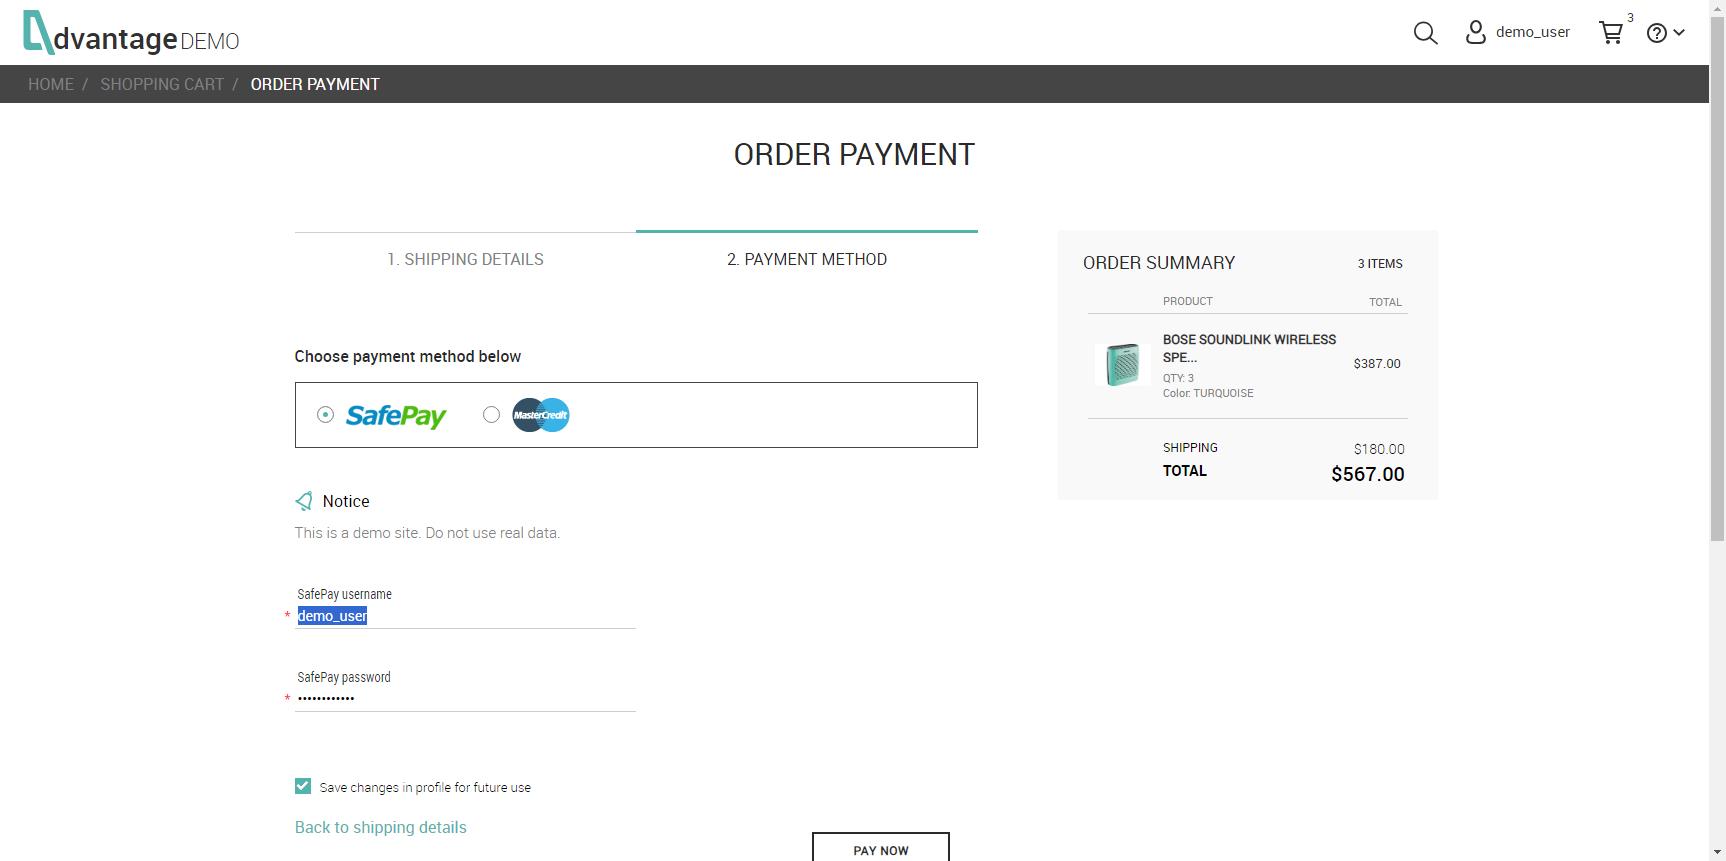 dvantage DEMO
demo_user
3
HOME / SHOPPING CART / ORDER PAYMENT
ORDER PAYMENT
1. SHIPPING DETAILS
2. PAYMENT METHOD
Choose payment method below
SafePay
MasterCredit
Notice
This is a demo site. Do not use real data.
SafePay username
* demo_user
SafePay password
* ••••••••••••
Save changes in profile for future use
Back to shipping details
PAY NOW
ORDER SUMMARY
3 ITEMS
PRODUCT
TOTAL
BOSE SOUNDLINK WIRELESS
SPE...
$387.00
QTY: 3
Color: TURQUOISE
SHIPPING
$180.00
TOTAL
$567.00